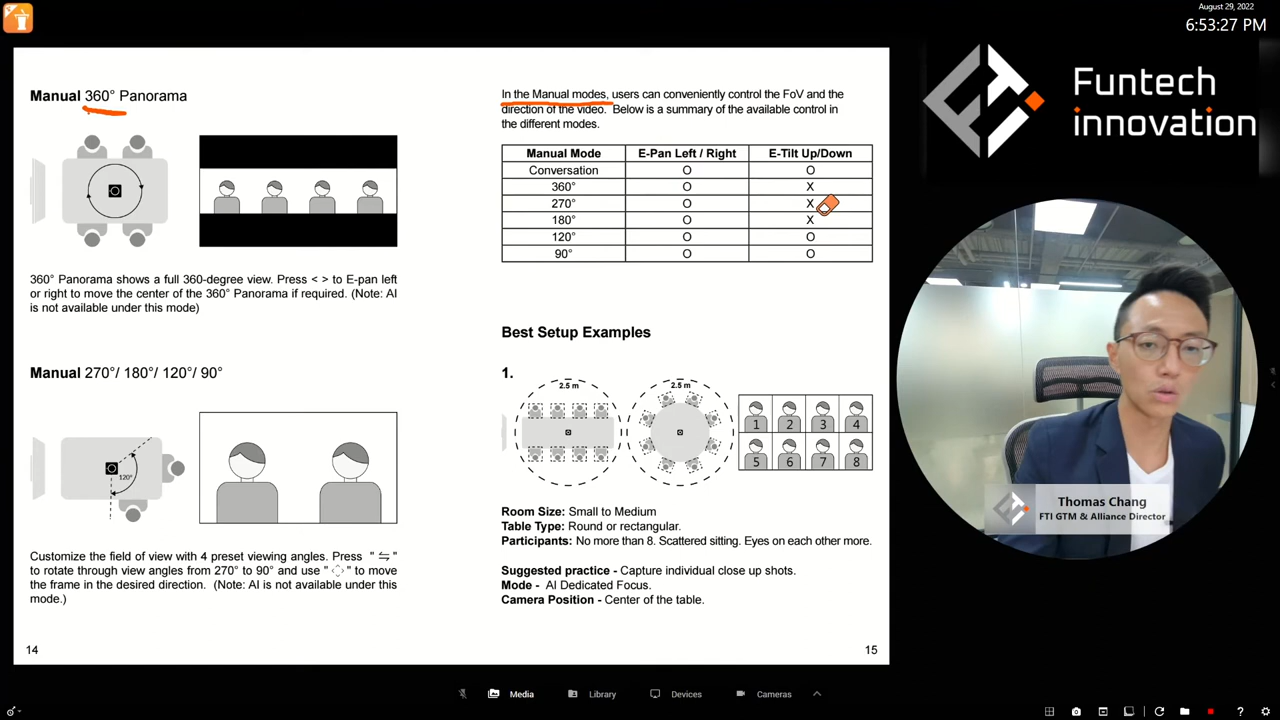 August 29, 2022
6:53:27 PM
Manual 360° Panorama
360° Panorama shows a full 360-degree view. Press < > to E-pan left
or right to move the center of the 360° Panorama if required. (Note: AI
is not available under this mode)
Manual 270°/ 180°/ 120°/ 90°
120°
Customize the field of view with 4 preset viewing angles. Press " ⇆ "
to rotate through view angles from 270° to 90° and use " " to move
the frame in the desired direction. (Note: AI is not available under this
mode.)
14
In the Manual modes, users can conveniently control the FoV and the
direction of the video. Below is a summary of the available control in
the different modes.
Manual Mode E-Pan Left / Right E-Tilt Up/Down
Conversation O O
360° O X
270° O X
180° O X
120° O O
90° O O
Best Setup Examples
1.
2.5 m 2.5 m
1 2 3 4
5 6 7 8
Room Size: Small to Medium
Table Type: Round or rectangular.
Participants: No more than 8. Scattered sitting. Eyes on each other more.
Suggested practice - Capture individual close up shots.
Mode - AI Dedicated Focus.
Camera Position - Center of the table.
15
Funtech
innovation
Thomas Chang
FTI GTM & Alliance Director
Media Library Devices Cameras